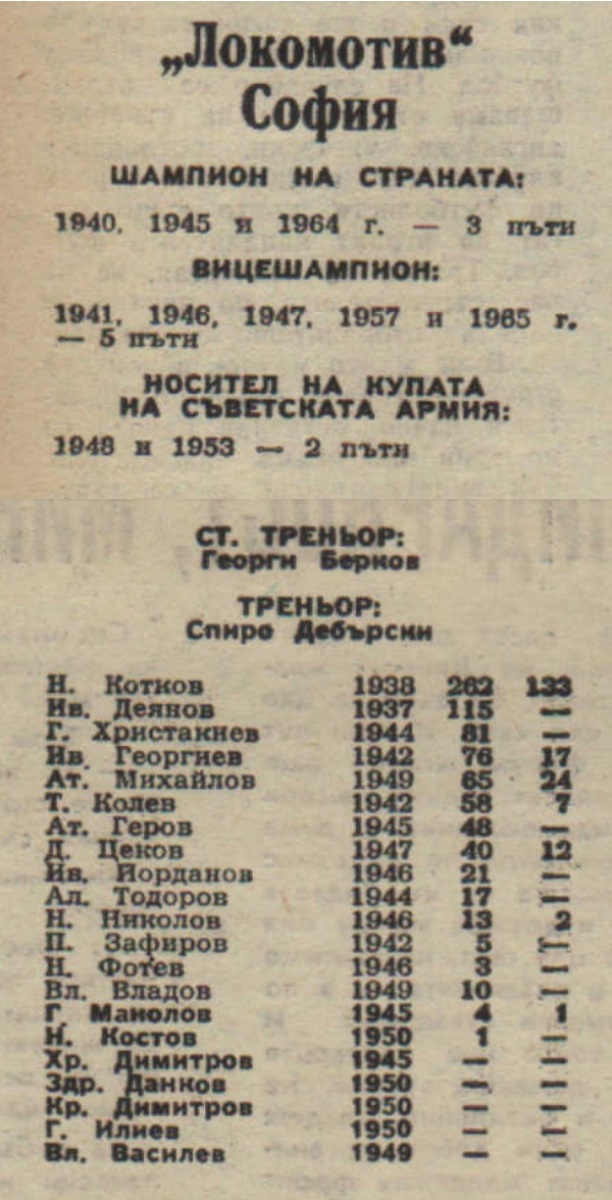 „Локомотив“
София
ШАМПИОН НА СТРАНАТА:
1940, 1945 и 1964 г. — 3 пъти
ВИЦЕШАМПИОН:
1941, 1946, 1947, 1957 и 1965 г.
— 5 пъти
НОСИТЕЛ НА КУПАТА
НА СЪВЕТСКАТА АРМИЯ:
1948 и 1953 — 2 пъти
СТ. ТРЕНЬОР:
Георги Берков
ТРЕНЬОР:
Спиро Дебърсин
Н. Котков 1938 262 133
Ив. Деянов 1937 115 —
Г. Христакиев 1944 81 —
Ив. Георгиев 1942 76 17
Ат. Михайлов 1949 65 24
Т. Колев 1942 58 7
Ат. Геров 1945 48 —
Д. Цеков 1947 40 12
Ив. Йорданов 1946 21 —
Ал. Тодоров 1944 17 —
Н. Николов 1946 13 2
П. Зафиров 1942 5 —
Н. Фотев 1946 3 —
Вл. Владов 1949 10 —
Г. Манолов 1945 4 1
Н. Костов 1950 1 —
Хр. Димитров 1945 — —
Здр. Данков 1950 — —
Кр. Димитров 1950 — —
Г. Илиев 1950 — —
Вл. Василев 1949 — —